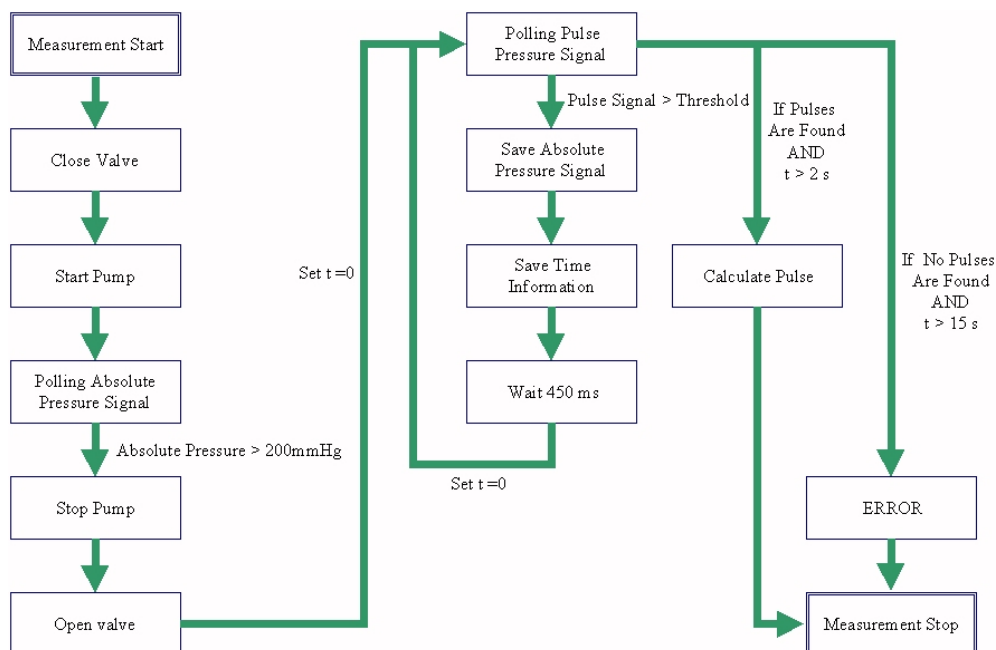 Measurement Start
Close Valve
Start Pump
Polling Absolute
Pressure Signal
Absolute Pressure > 200mmHg
Stop Pump
Open valve
Set t=0
Polling Pulse
Pressure Signal
Pulse Signal > Threshold
Save Absolute
Pressure Signal
Save Time
Information
Wait 450 ms
Set t=0
If Pulses
Are Found
AND
t > 2 s
Calculate Pulse
If No Pulses
Are Found
AND
t > 15 s
ERROR
Measurement Stop